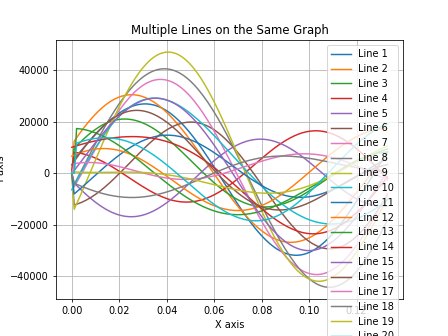 Multiple Lines on the Same Graph
40000
20000
0
−20000
−40000
axis
0.00
0.02
0.04
0.06
0.08
0.10
X axis
Line 1
Line 2
Line 3
Line 4
Line 5
Line 6
Line 7
Line 8
Line 9
Line 10
Line 11
Line 12
Line 13
Line 14
Line 15
Line 16
Line 17
Line 18
Line 19
Line 20